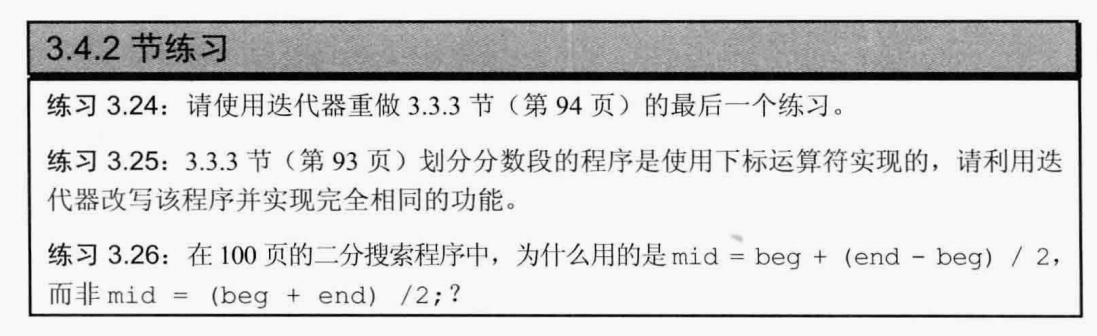 3.4.2 节练习
练习 3.24：请使用迭代器重做 3.3.3 节（第 94 页）的最后一个练习。
练习 3.25：3.3.3 节（第 93 页）划分分数段的程序是使用下标运算符实现的，请利用迭
代器改写该程序并实现完全相同的功能。
练习 3.26：在 100 页的二分搜索程序中，为什么用的是 mid = beg + (end - beg) / 2,
而非 mid = (beg + end) /2;?